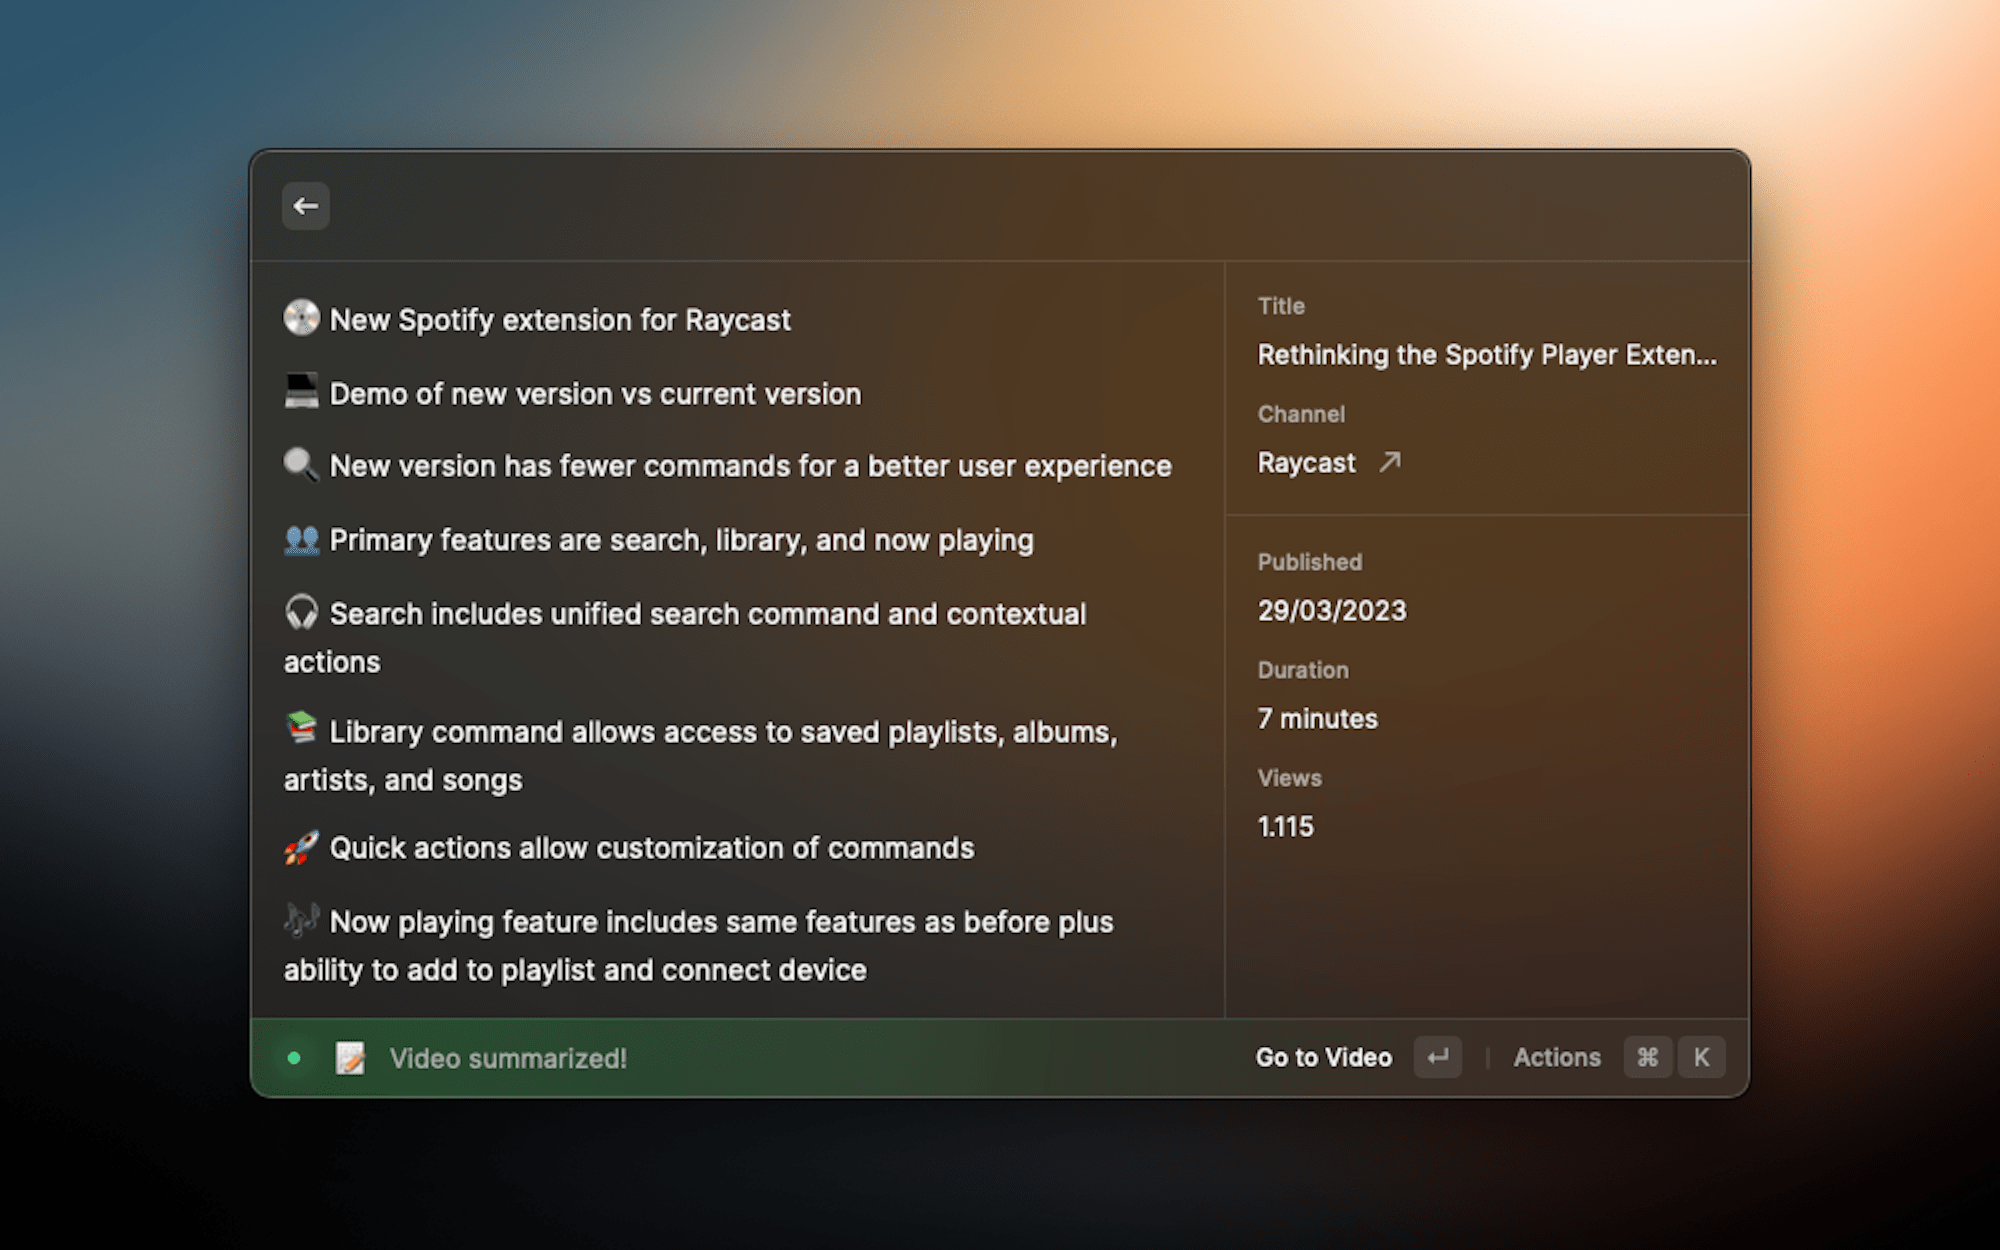 💿 New Spotify extension for Raycast
💻 Demo of new version vs current version
🔍 New version has fewer commands for a better user experience
👥 Primary features are search, library, and now playing
🎧 Search includes unified search command and contextual
actions
📚 Library command allows access to saved playlists, albums,
artists, and songs
🚀 Quick actions allow customization of commands
🎶 Now playing feature includes same features as before plus
ability to add to playlist and connect device
Title
Rethinking the Spotify Player Exten...
Channel
Raycast ↗
Published
29/03/2023
Duration
7 minutes
Views
1.115
📝 Video summarized!
Go to Video ↵ | Actions ⌘ K